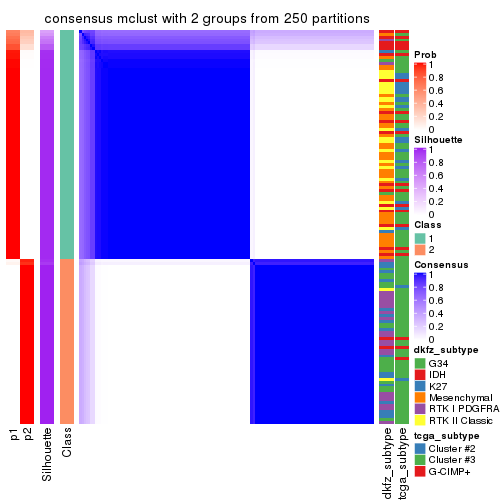 consensus mclust with 2 groups from 250 partitions
Prob
1
0.8
0.6
0.4
0.2
0
Silhouette
1
0.8
0.6
0.4
0.2
0
Class
1
2
Consensus
1
0.8
0.6
0.4
0.2
0
dkfz_subtype
G34
IDH
K27
Mesenchymal
RTK I PDGFRA
RTK II Classic
tcga_subtype
Cluster #2
Cluster #3
G-CIMP+
p1
p2
Silhouette
Class
dkfz_subtype
tcga_subtype